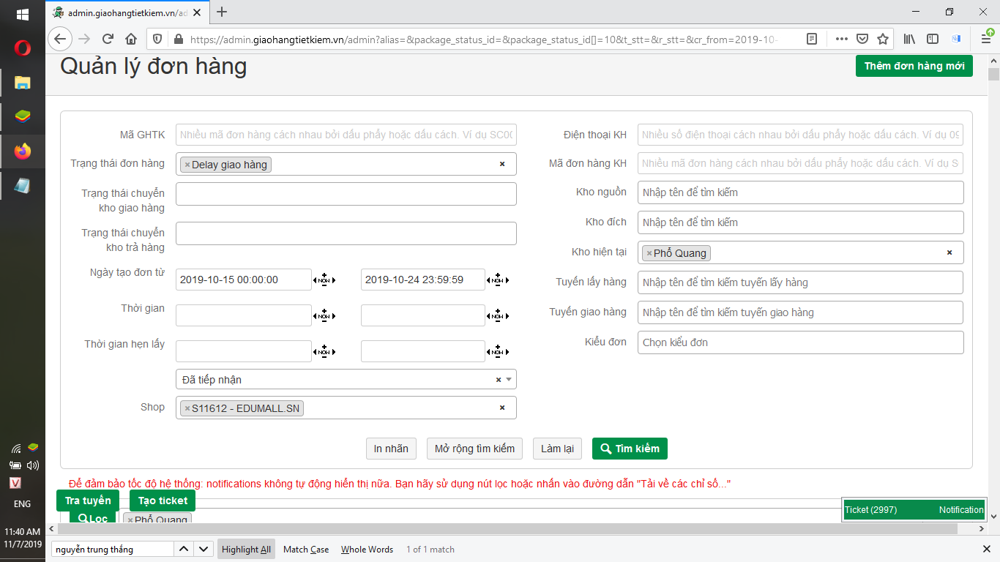 admin.giaohangtietkiem.vn/ad
https://admin.giaohangtietkiem.vn/admin?alias=&package_status_id=&package_status_id[]=10&t_stt=&r_stt=&cr_from=2019-10-
Quản lý đơn hàng
Thêm đơn hàng mới
Mã GHTK
Nhiều mã đơn hàng cách nhau bởi dấu phẩy hoặc dấu cách. Ví dụ SC00
Điện thoại KH
Nhiều số điện thoại cách nhau bởi dấu phẩy hoặc dấu cách. Ví dụ 09
Trạng thái đơn hàng
×Delay giao hàng
×
Mã đơn hàng KH
Nhiều mã đơn hàng cách nhau bởi dấu phẩy hoặc dấu cách. Ví dụ S
Trạng thái chuyển
kho giao hàng
Kho nguồn
Nhập tên để tìm kiếm
Trạng thái chuyển
kho trả hàng
Kho đích
Nhập tên để tìm kiếm
Kho hiện tại
×Phổ Quang
×
Ngày tạo đơn từ
2019-10-15 00:00:00
NOW
2019-10-24 23:59:59
NOW
Tuyến lấy hàng
Nhập tên để tìm kiếm tuyến lấy hàng
Thời gian
NOW
NOW
Tuyến giao hàng
Nhập tên để tìm kiếm tuyến giao hàng
Thời gian hẹn lấy
NOW
NOW
Kiểu đơn
Chọn kiểu đơn
Đã tiếp nhận
×
Shop
×S11612 - EDUMALL.SN
×
In nhãn
Mở rộng tìm kiếm
Làm lại
Tìm kiếm
Để đảm bảo tốc độ hệ thống: notifications không tự động hiển thị nữa. Bạn hãy sử dụng nút lọc hoặc nhấn vào đường dẫn "Tải về các chỉ số..."
Tra tuyến
Tạo ticket
Lọc
×Phổ Quang
Ticket (2997)
Notification
ENG
11:40 AM
11/7/2019
nguyễn trung thắng
Highlight All
Match Case
Whole Words
1 of 1 match